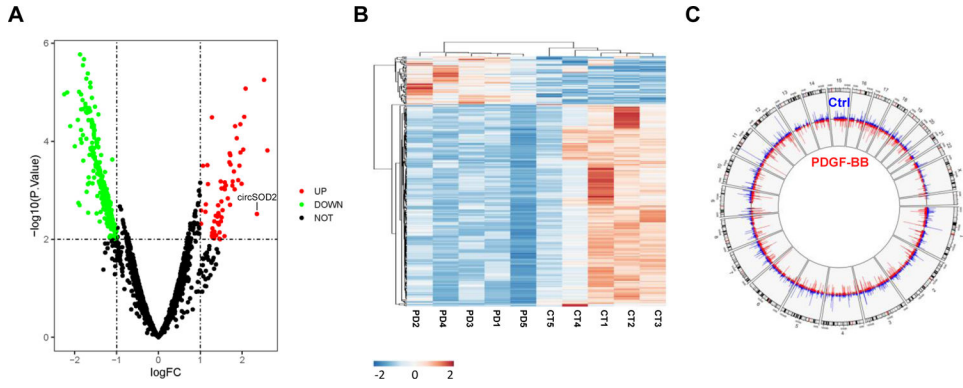 A
B
C
6
4
2
0
-2
-1
0
1
2
-log10(P.Value)
logFC
circSOD2
UP
DOWN
NOT
PD2 PD4 PD3 PD1 PD5 CT5 CT4 CT1 CT2 CT3
-2 0 2
Ctrl
PDGF-BB